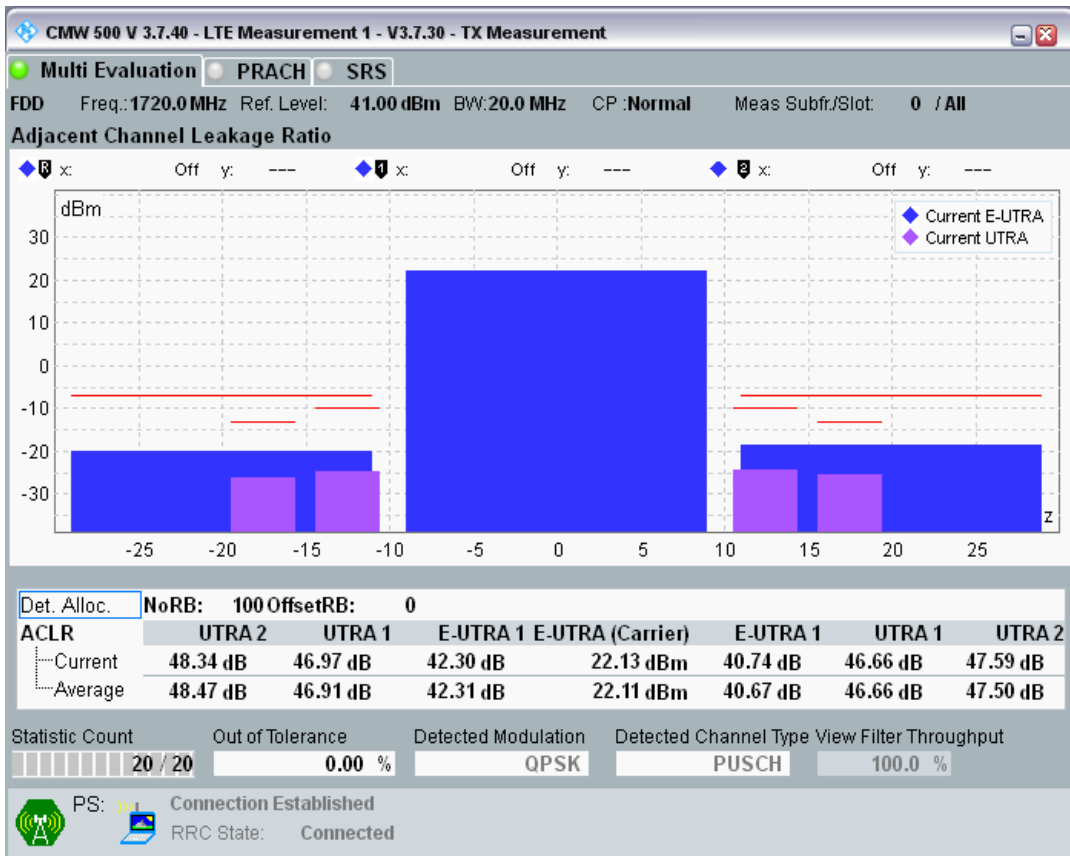 CMW 500 V 3.7.40 - LTE Measurement 1 - V3.7.30 - TX Measurement
Multi Evaluation PRACH SRS
FDD Freq.:1720.0 MHz Ref. Level: 41.00 dBm BW:20.0 MHz CP :Normal Meas Subfr./Slot: 0 / All
Adjacent Channel Leakage Ratio
R x: Off y: --- 1 x: Off y: --- 2 x: Off y: ---
dBm
Current E-UTRA
Current UTRA
30
20
10
0
-10
-20
-30
z
-25 -20 -15 -10 -5 0 5 10 15 20 25
Det. Alloc. NoRB: 100 OffsetRB: 0
ACLR UTRA 2 UTRA 1 E-UTRA 1 E-UTRA (Carrier) E-UTRA 1 UTRA 1 UTRA 2
Current 48.34 dB 46.97 dB 42.30 dB 22.13 dBm 40.74 dB 46.66 dB 47.59 dB
Average 48.47 dB 46.91 dB 42.31 dB 22.11 dBm 40.67 dB 46.66 dB 47.50 dB
Statistic Count Out of Tolerance Detected Modulation Detected Channel Type View Filter Throughput
20 / 20 0.00 % QPSK PUSCH 100.0 %
PS: Connection Established
RRC State: Connected